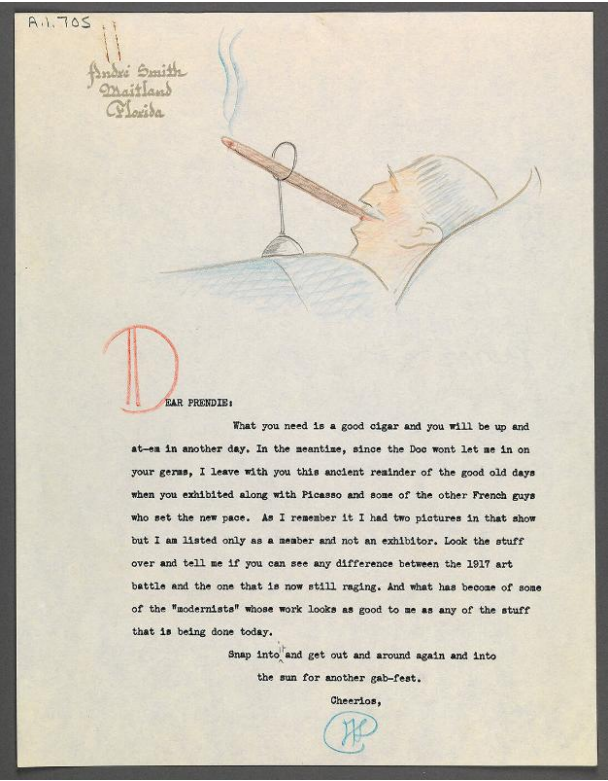 A.1.705
André Smith
Maitland
Florida
DEAR PRENDIE:
What you need is a good cigar and you will be up and
at-em in another day. In the meantime, since the Doc wont let me in on
your germs, I leave with you this ancient reminder of the good old days
when you exhibited along with Picasso and some of the other French guys
who set the new pace. As I remember it I had two pictures in that show
but I am listed only as a member and not an exhibitor. Look the stuff
over and tell me if you can see any difference between the 1917 art
battle and the one that is now still raging. And what has become of some
of the "modernists" whose work looks as good to me as any of the stuff
that is being done today.
Snap into it and get out and around again and into
the sun for another gab-fest.
Cheerios,